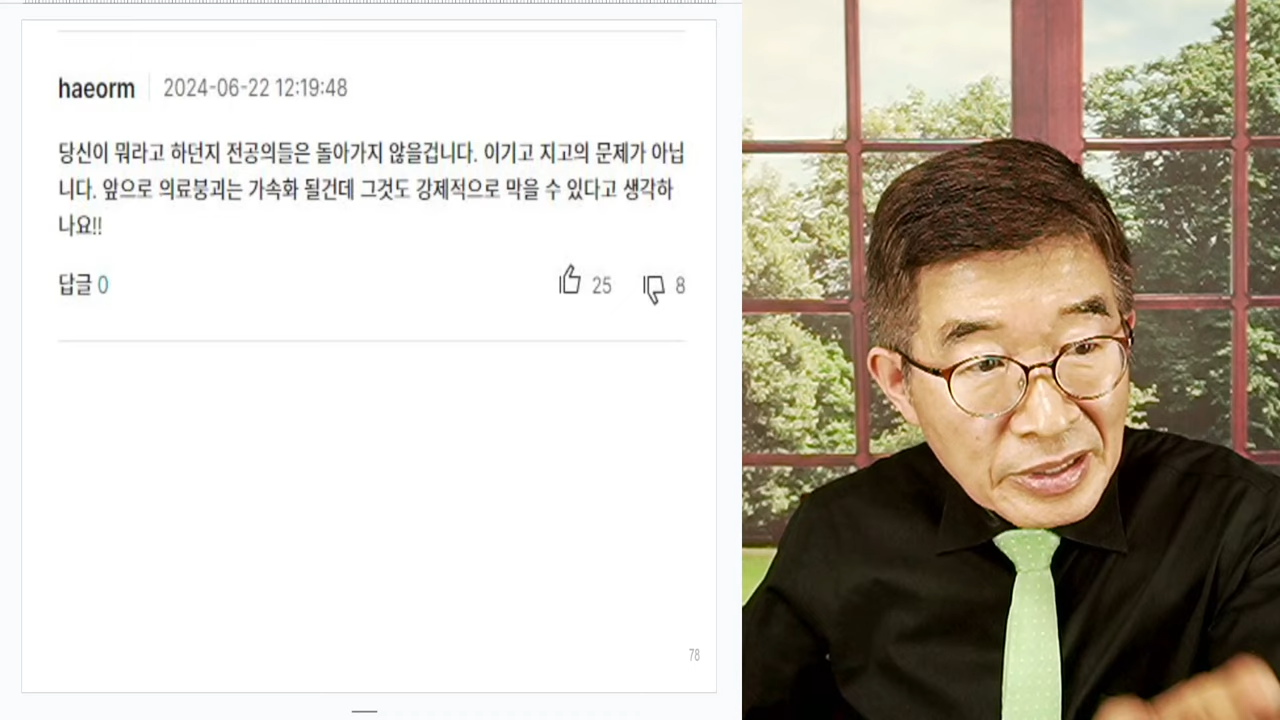 haeorm 2024-06-22 12:19:48
당신이 뭐라고 하던지 전공의들은 돌아가지 않을겁니다. 이기고 지고의 문제가 아닙
니다. 앞으로 의료붕괴는 가속화 될건데 그것도 강제적으로 막을 수 있다고 생각하
나요!!
답글 0 25 8
78